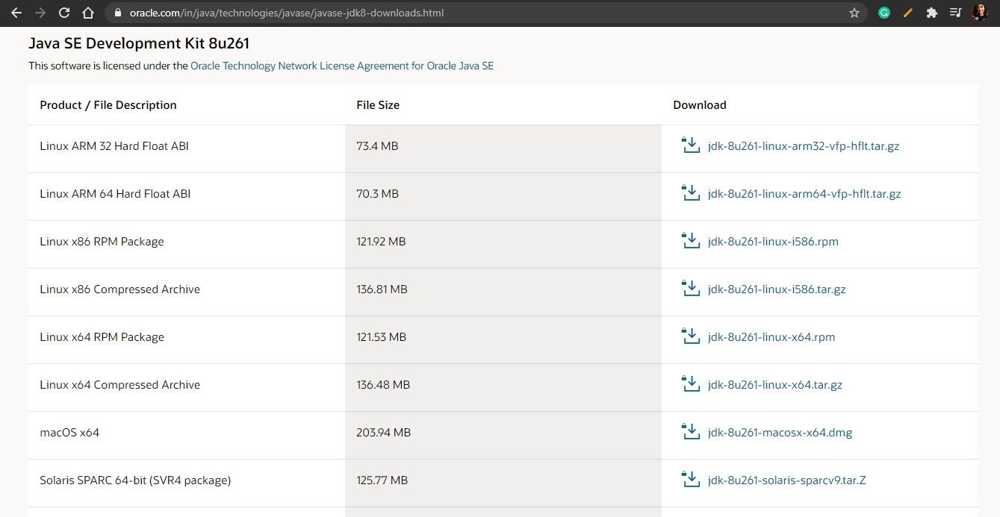 oracle.com/in/java/technologies/javase/javase-jdk8-downloads.html
Java SE Development Kit 8u261
This software is licensed under the Oracle Technology Network License Agreement for Oracle Java SE
Product / File Description File Size Download
Linux ARM 32 Hard Float ABI 73.4 MB jdk-8u261-linux-arm32-vfp-hflt.tar.gz
Linux ARM 64 Hard Float ABI 70.3 MB jdk-8u261-linux-arm64-vfp-hflt.tar.gz
Linux x86 RPM Package 121.92 MB jdk-8u261-linux-i586.rpm
Linux x86 Compressed Archive 136.81 MB jdk-8u261-linux-i586.tar.gz
Linux x64 RPM Package 121.53 MB jdk-8u261-linux-x64.rpm
Linux x64 Compressed Archive 136.48 MB jdk-8u261-linux-x64.tar.gz
macOS x64 203.94 MB jdk-8u261-macosx-x64.dmg
Solaris SPARC 64-bit (SVR4 package) 125.77 MB jdk-8u261-solaris-sparcv9.tar.Z